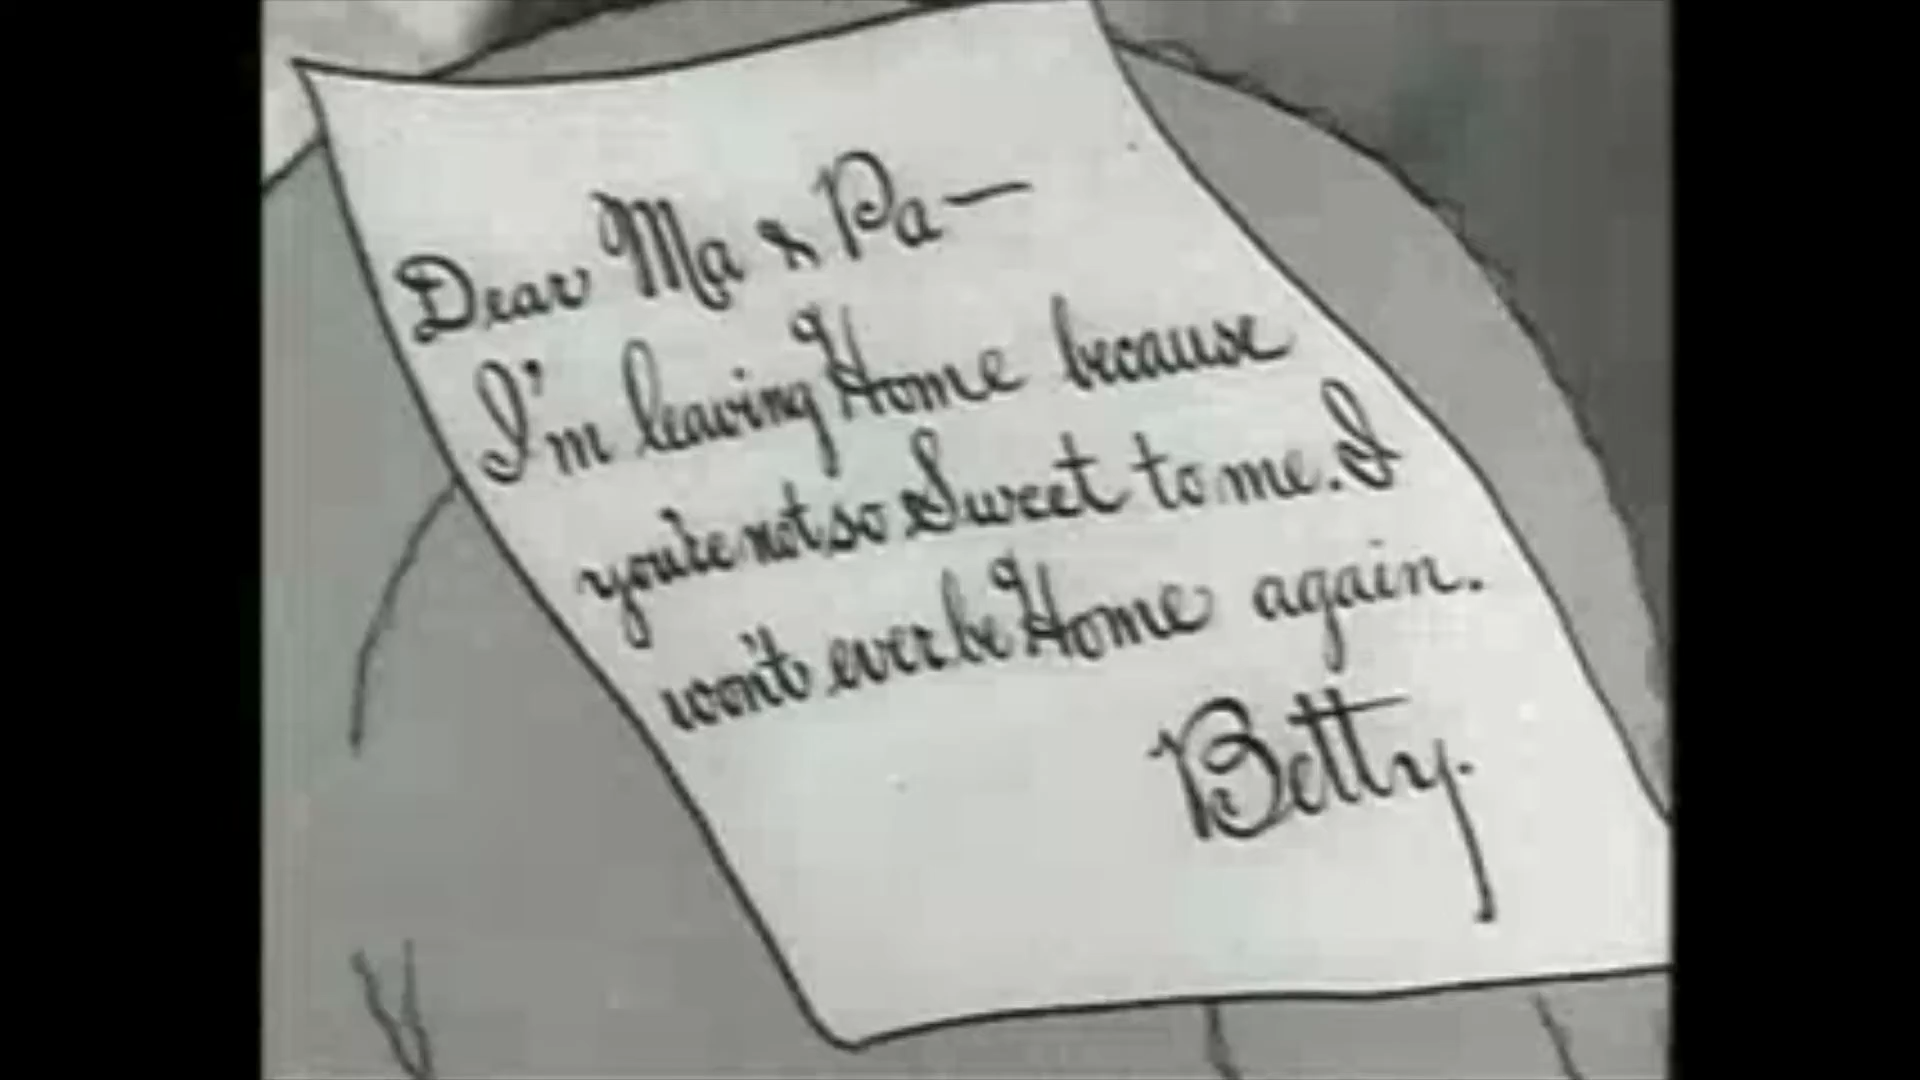 Dear Ma & Pa—
I'm leaving Home because
you're not so Sweet to me. I
won't ever be Home again.
Betty.